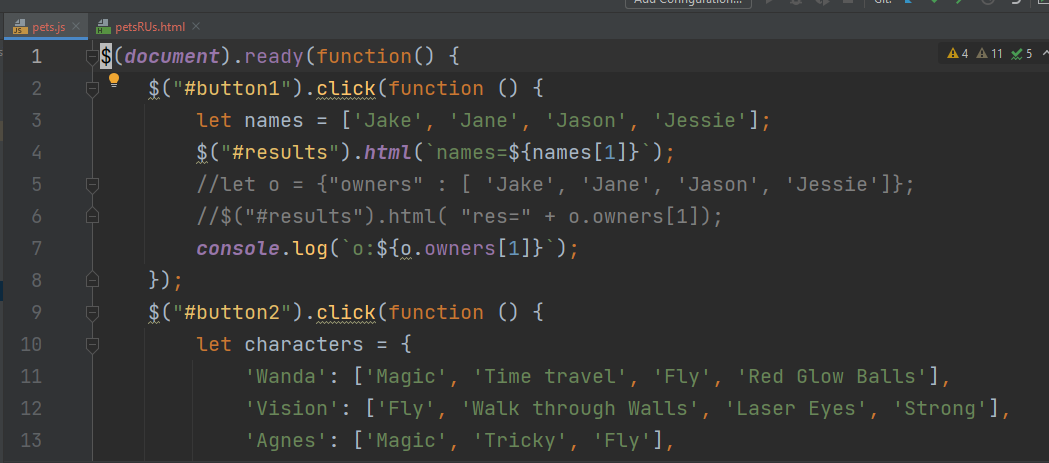 Add Configuration... Git:
pets.js petsRUs.html
4 11 5
1 $(document).ready(function() {
2 $("#button1").click(function () {
3 let names = ['Jake', 'Jane', 'Jason', 'Jessie'];
4 $("#results").html(`names=${names[1]}`);
5 //let o = {"owners" : [ 'Jake', 'Jane', 'Jason', 'Jessie']};
6 //$("#results").html( "res=" + o.owners[1]);
7 console.log(`o:${o.owners[1]}`);
8 });
9 $("#button2").click(function () {
10 let characters = {
11 'Wanda': ['Magic', 'Time travel', 'Fly', 'Red Glow Balls'],
12 'Vision': ['Fly', 'Walk through Walls', 'Laser Eyes', 'Strong'],
13 'Agnes': ['Magic', 'Tricky', 'Fly'],